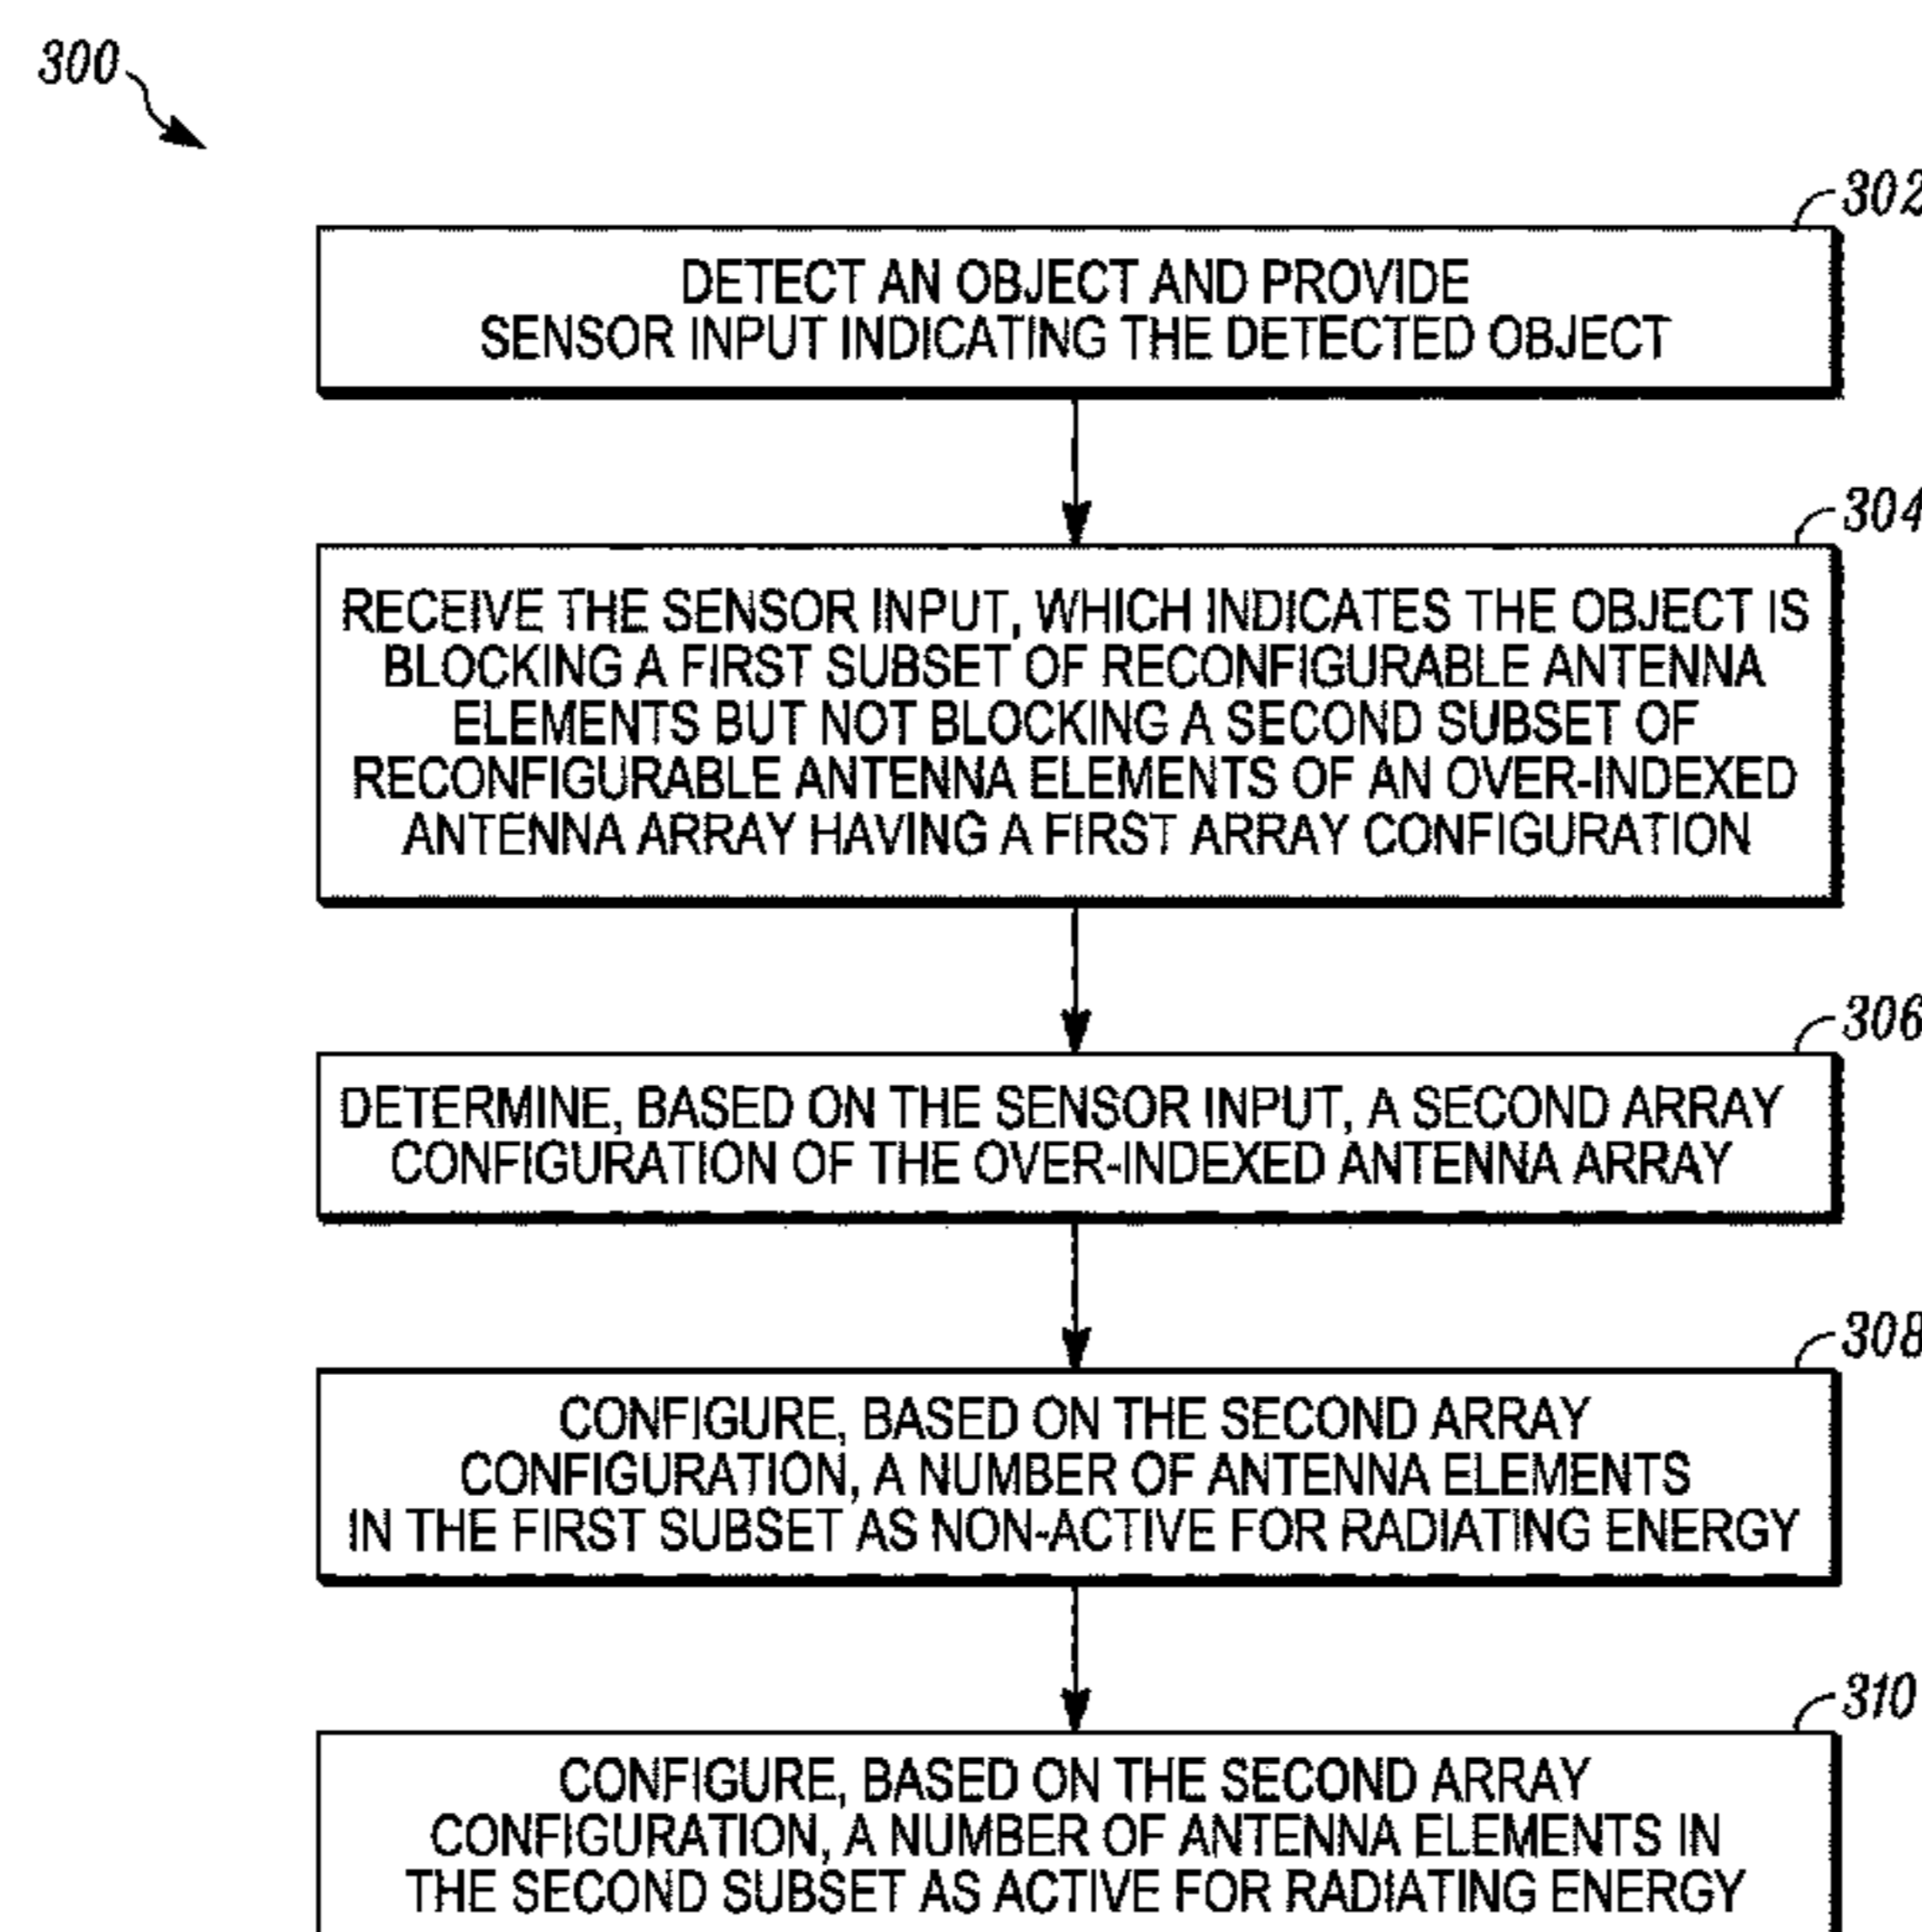 300
302
DETECT AN OBJECT AND PROVIDE
SENSOR INPUT INDICATING THE DETECTED OBJECT
304
RECEIVE THE SENSOR INPUT, WHICH INDICATES THE OBJECT IS
BLOCKING A FIRST SUBSET OF RECONFIGURABLE ANTENNA
ELEMENTS BUT NOT BLOCKING A SECOND SUBSET OF
RECONFIGURABLE ANTENNA ELEMENTS OF AN OVER-INDEXED
ANTENNA ARRAY HAVING A FIRST ARRAY CONFIGURATION
306
DETERMINE, BASED ON THE SENSOR INPUT, A SECOND ARRAY
CONFIGURATION OF THE OVER-INDEXED ANTENNA ARRAY
308
CONFIGURE, BASED ON THE SECOND ARRAY
CONFIGURATION, A NUMBER OF ANTENNA ELEMENTS
IN THE FIRST SUBSET AS NON-ACTIVE FOR RADIATING ENERGY
310
CONFIGURE, BASED ON THE SECOND ARRAY
CONFIGURATION, A NUMBER OF ANTENNA ELEMENTS IN
THE SECOND SUBSET AS ACTIVE FOR RADIATING ENERGY